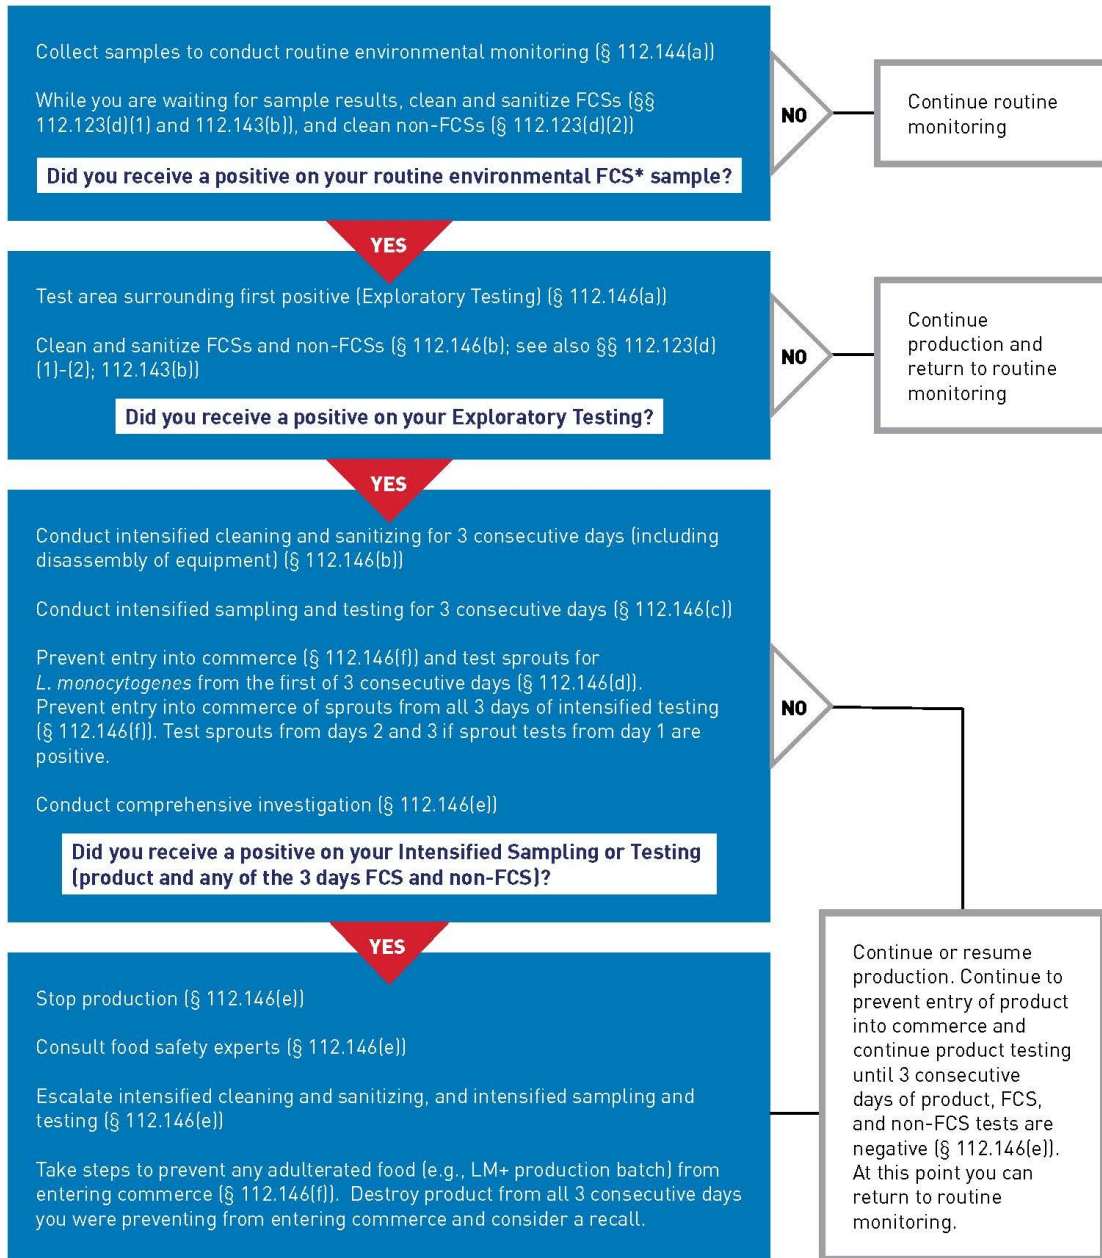 Collect samples to conduct routine environmental monitoring (§ 112.144(a))
While you are waiting for sample results, clean and sanitize FCSs (§§
112.123(d)(1) and 112.143(b)), and clean non-FCSs (§ 112.123(d)(2))
Did you receive a positive on your routine environmental FCS* sample?
NO
Continue routine
monitoring
YES
Test area surrounding first positive (Exploratory Testing) (§ 112.146(a))
Clean and sanitize FCSs and non-FCSs (§ 112.146(b); see also §§ 112.123(d)
(1)-(2); 112.143(b))
Did you receive a positive on your Exploratory Testing?
NO
Continue
production and
return to routine
monitoring
YES
Conduct intensified cleaning and sanitizing for 3 consecutive days (including
disassembly of equipment) (§ 112.146(b))
Conduct intensified sampling and testing for 3 consecutive days (§ 112.146(c))
Prevent entry into commerce (§ 112.146(f)) and test sprouts for
L. monocytogenes from the first of 3 consecutive days (§ 112.146(d)).
Prevent entry into commerce of sprouts from all 3 days of intensified testing
(§ 112.146(f)). Test sprouts from days 2 and 3 if sprout tests from day 1 are
positive.
Conduct comprehensive investigation (§ 112.146(e))
Did you receive a positive on your Intensified Sampling or Testing
(product and any of the 3 days FCS and non-FCS)?
NO
YES
Stop production (§ 112.146(e))
Consult food safety experts (§ 112.146(e))
Escalate intensified cleaning and sanitizing, and intensified sampling and
testing (§ 112.146(e))
Take steps to prevent any adulterated food (e.g., LM+ production batch) from
entering commerce (§ 112.146(f)). Destroy product from all 3 consecutive days
you were preventing from entering commerce and consider a recall.
Continue or resume
production. Continue to
prevent entry of product
into commerce and
continue product testing
until 3 consecutive
days of product, FCS,
and non-FCS tests are
negative (§ 112.146(e)).
At this point you can
return to routine
monitoring.